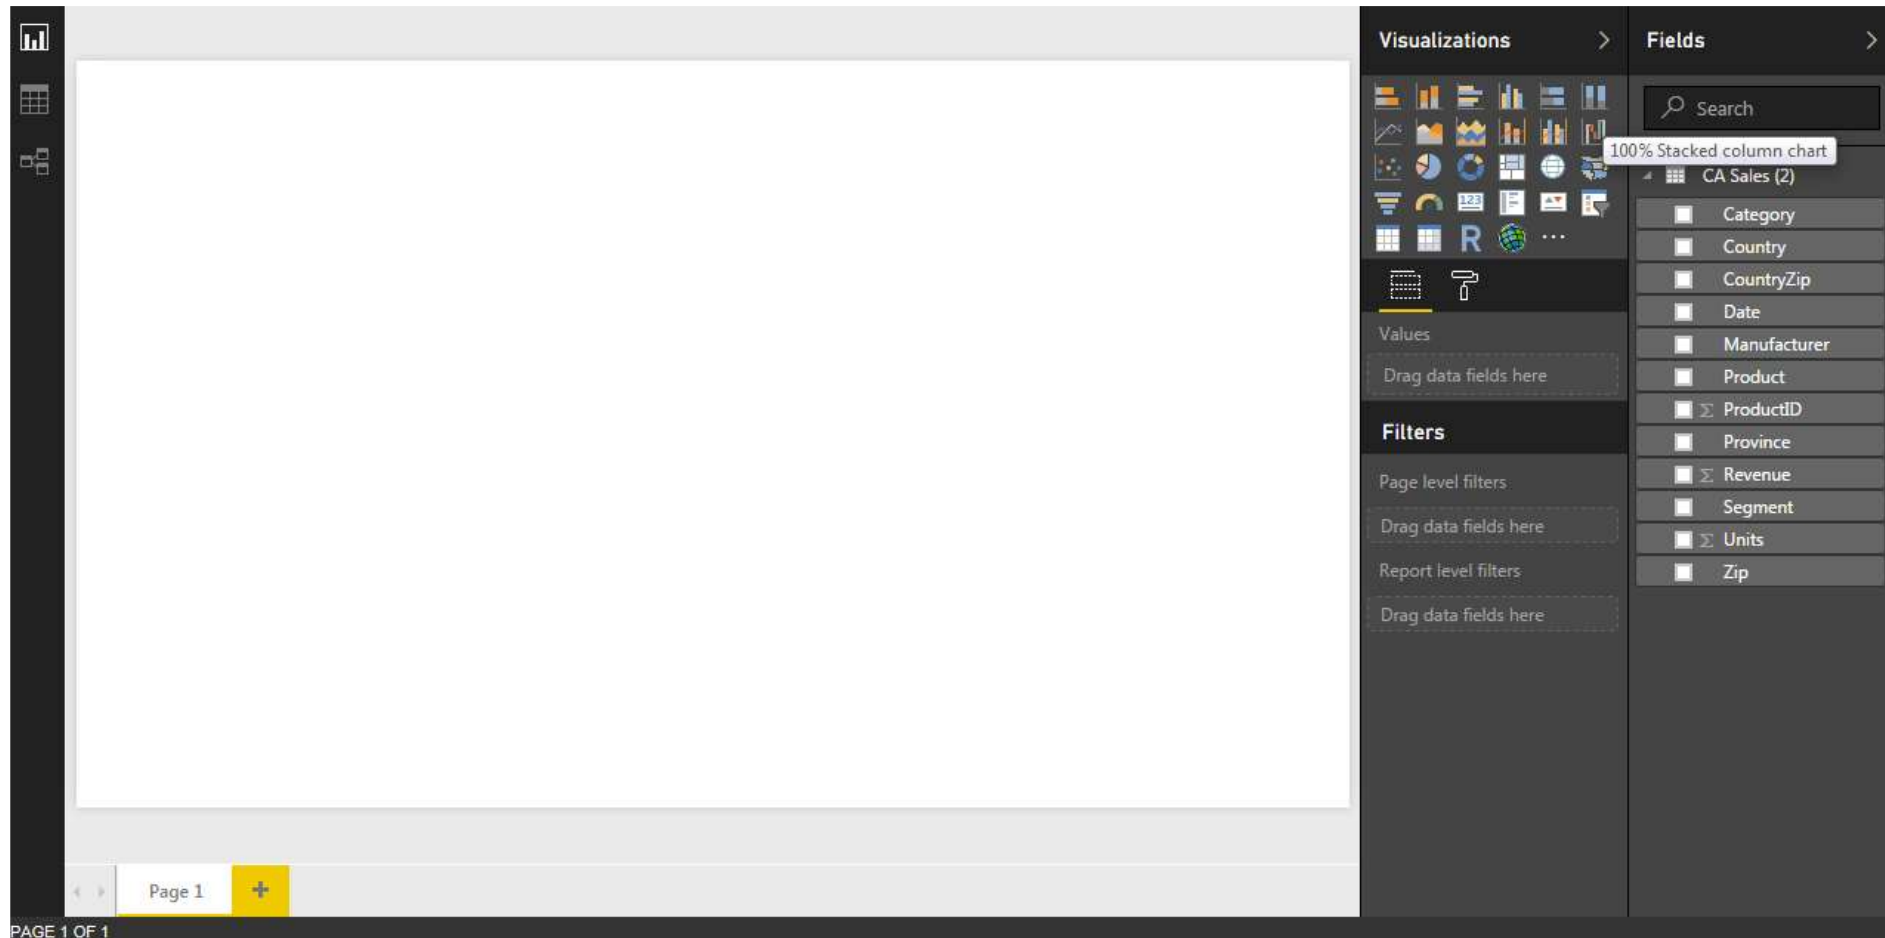 Visualizations
Values
Drag data fields here
Filters
Page level filters
Drag data fields here
Report level filters
Drag data fields here
Fields
Search
100% Stacked column chart
CA Sales (2)
Category
Country
CountryZip
Date
Manufacturer
Product
Σ ProductID
Province
Σ Revenue
Segment
Σ Units
Zip
123
R
Page 1
PAGE 1 OF 1